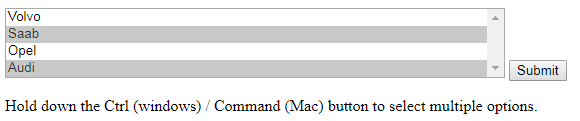 Volvo
Saab
Opel
Audi
Submit
Hold down the Ctrl (windows) / Command (Mac) button to select multiple options.